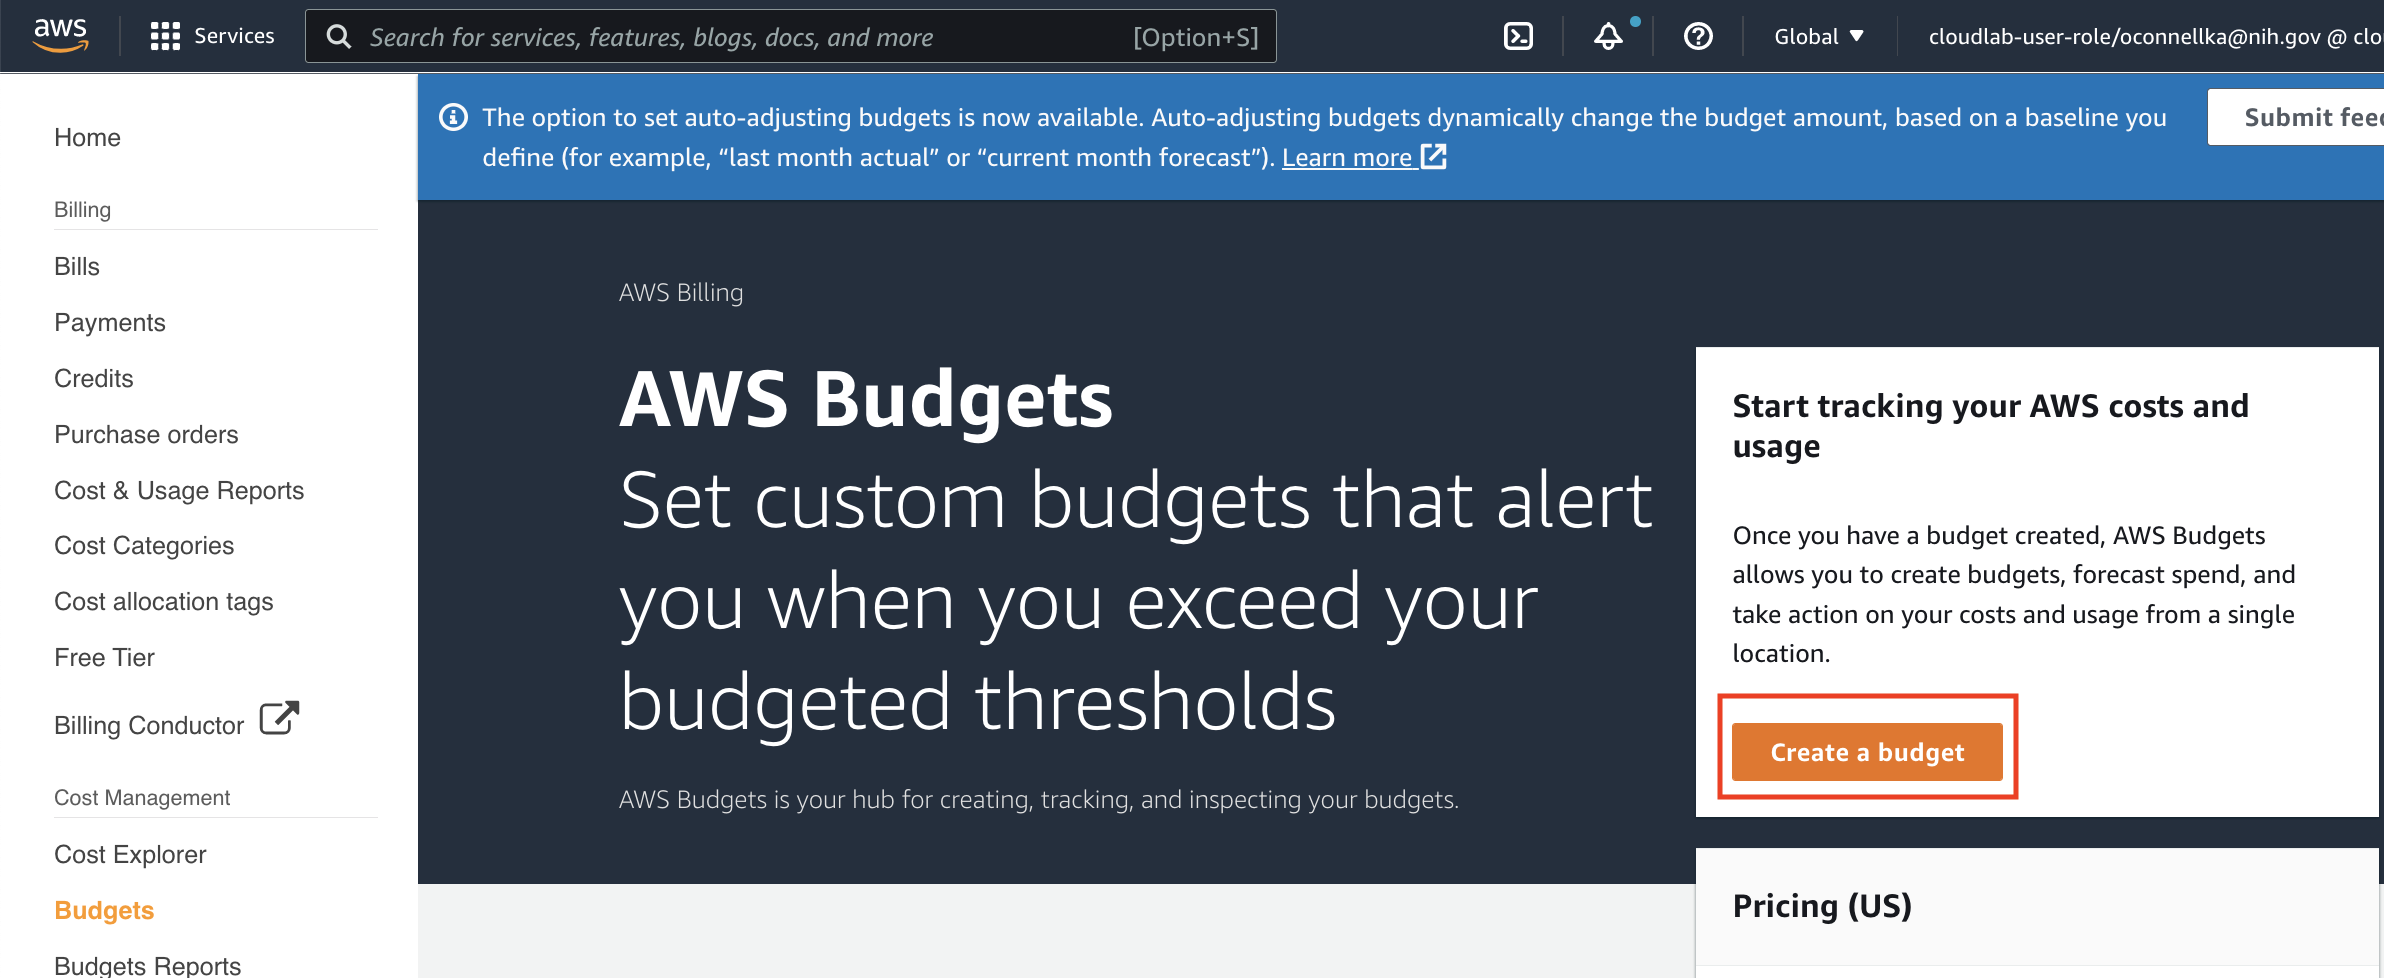 aws
Services
Search for services, features, blogs, docs, and more
[Option+S]
Global
cloudlab-user-role/oconnellka@nih.gov @
The option to set auto-adjusting budgets is now available. Auto-adjusting budgets dynamically change the budget amount, based on a baseline you
define (for example, “last month actual” or “current month forecast”). Learn more
Submit
Home
Billing
Bills
Payments
Credits
Purchase orders
Cost & Usage Reports
Cost Categories
Cost allocation tags
Free Tier
Billing Conductor
Cost Management
Cost Explorer
Budgets
Budgets Reports
AWS Billing
AWS Budgets
Set custom budgets that alert
you when you exceed your
budgeted thresholds
AWS Budgets is your hub for creating, tracking, and inspecting your budgets.
Start tracking your AWS costs and
usage
Once you have a budget created, AWS Budgets
allows you to create budgets, forecast spend, and
take action on your costs and usage from a single
location.
Create a budget
Pricing (US)